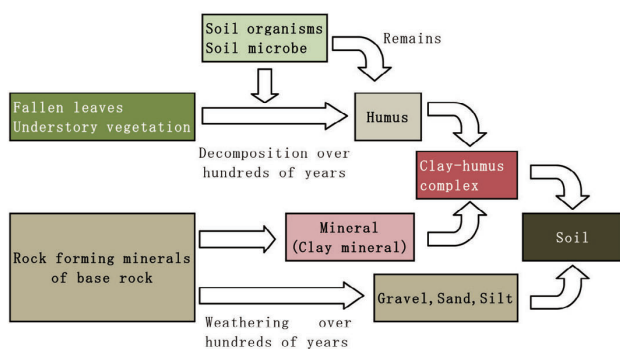 Soil organisms
Soil microbe
Remains
Fallen leaves
Understory vegetation
Humus
Decomposition over
hundreds of years
Clay-humus
complex
Rock forming minerals
of base rock
Mineral
(Clay mineral)
Soil
Gravel,Sand,Silt
Weathering over
hundreds of years